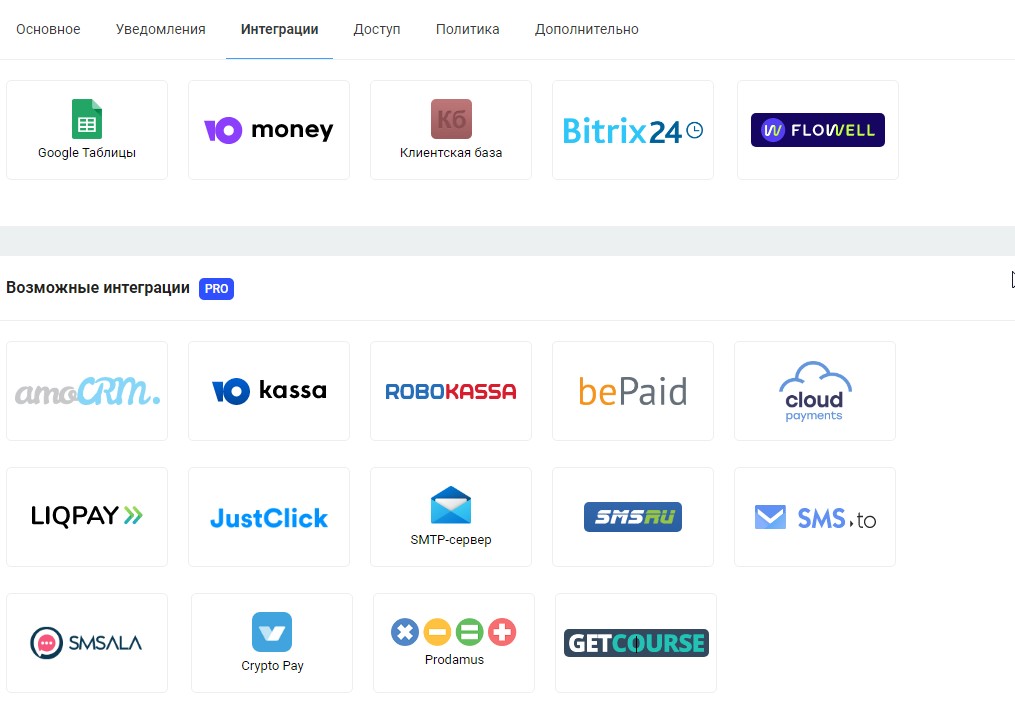 Основное Уведомления Интеграции Доступ Политика Дополнительно
Google Таблицы
Ю money
Кб
Клиентская база
Bitrix24
FLOWELL
Возможные интеграции PRO
amoCRM.
Ю kassa
ROBOKASSA
bePaid
cloud
payments
LIQPAY
JustClick
SMTP-сервер
SMSRU
SMS.to
SMSALA
Crypto Pay
Prodamus
GETCOURSE